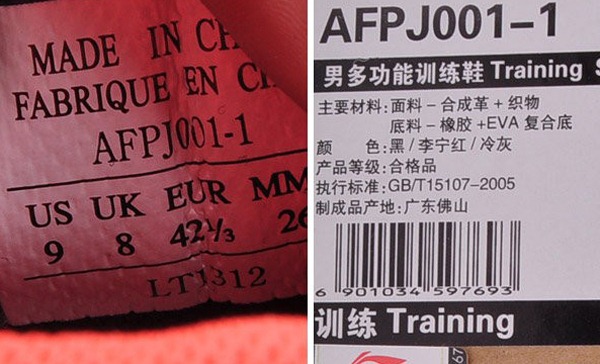 MADE IN CH
FABRIQUE EN
AFPJ001-1
US UK EUR MM
9 8 42⅓ 26
LT1312
AFPJ001-1
男多功能训练鞋 Training S
主要材料:面料-合成革+织物
底料-橡胶+EVA复合底
颜 色:黑/李宁红/冷灰
产品等级:合格品
执行标准:GB/T15107-2005
制成品产地:广东佛山
6 901034 597693
训练 Training